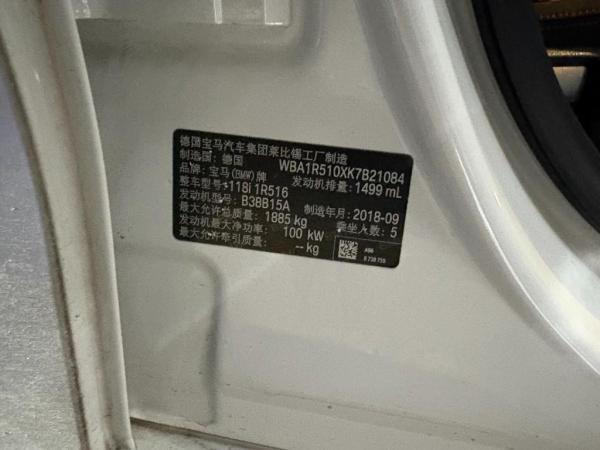 德国宝马汽车集团莱比锡工厂制造
制造国: 德国 WBA1R510XK7B21084
品牌: 宝马(BMW)牌 发动机排量: 1499 mL
整车型号: 118i 1R516
发动机型号: B38B15A 制造年月: 2018-09
最大允许总质量: 1885 kg 乘坐人数: 5
发动机最大净功率: 100 kW
最大允许牵引质量: -- kg